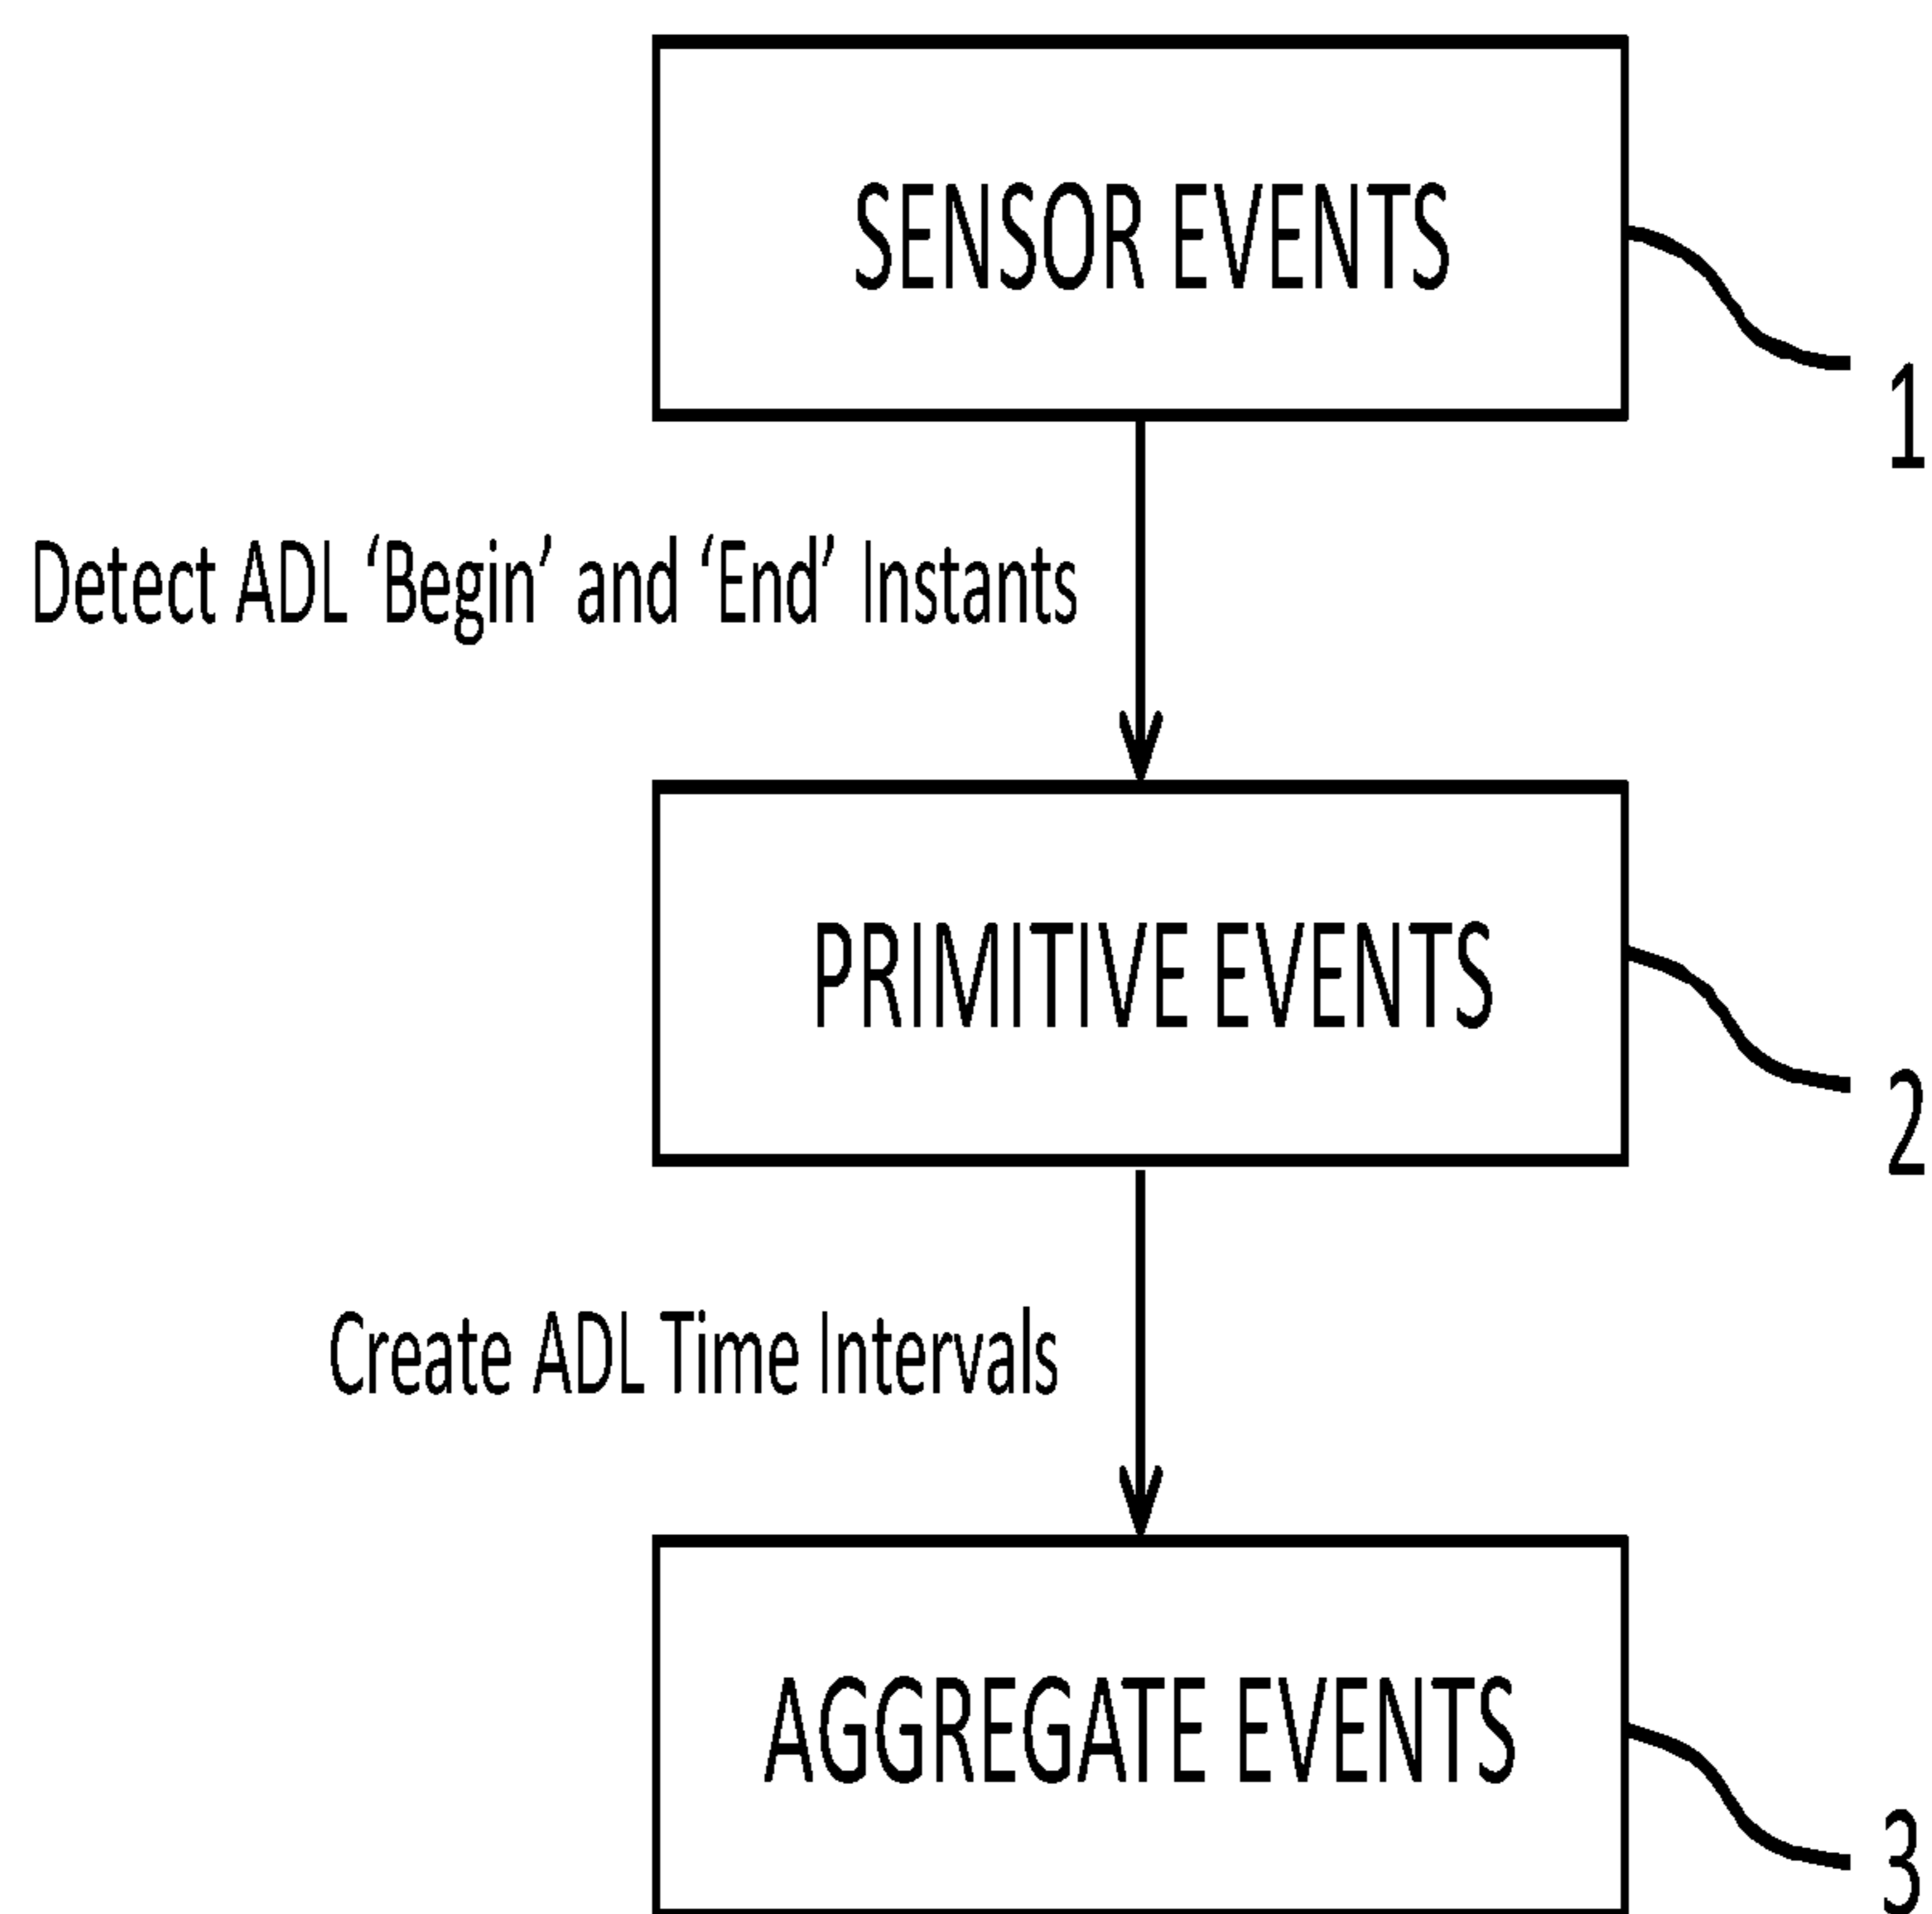 SENSOR EVENTS
1
Detect ADL ‘Begin’ and ‘End’ Instants
PRIMITIVE EVENTS
2
Create ADL Time Intervals
AGGREGATE EVENTS
3